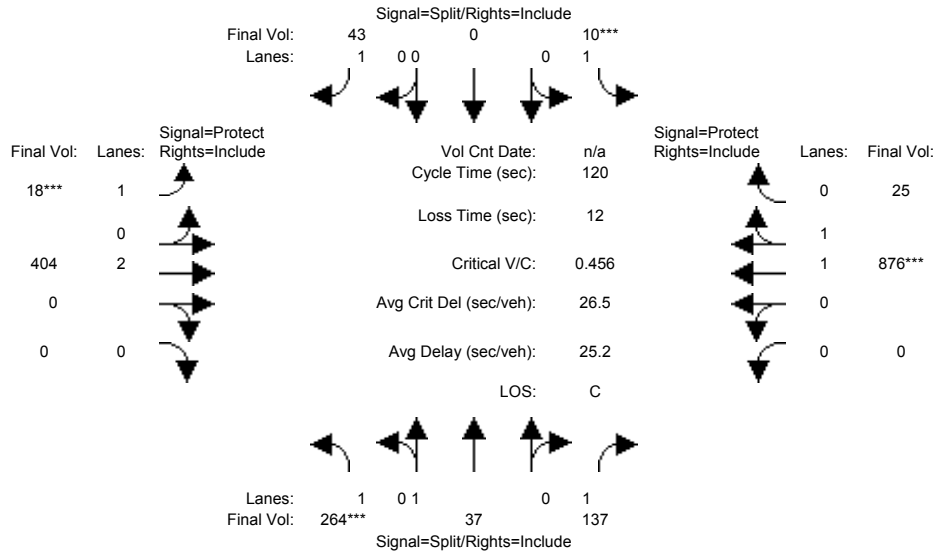 Signal=Split/Rights=Include
Final Vol: 43 0 10***
Lanes: 1 0 0 0 1
Signal=Protect Signal=Protect
Final Vol: Lanes: Rights=Include Vol Cnt Date: n/a Rights=Include Lanes: Final Vol:
Cycle Time (sec): 120
18*** 1 0 25
Loss Time (sec): 12
0 1
404 2 Critical V/C: 0.456 1 876***
0 0 Avg Crit Del (sec/veh): 26.5 0
0 0 Avg Delay (sec/veh): 25.2 0 0
LOS: C
Lanes: 1 0 1 0 1
Final Vol: 264*** 37 137
Signal=Split/Rights=Include